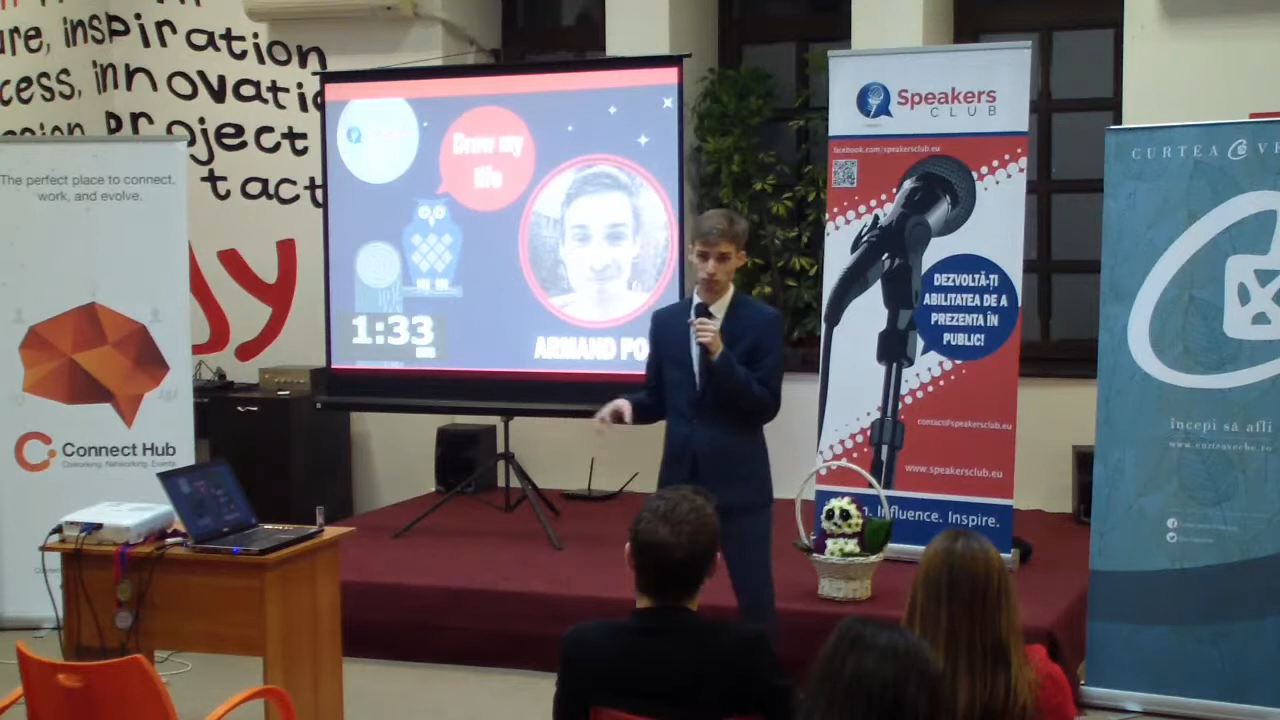 ure, inspiration
cess, innovatio
project
tact
The perfect place to connect,
work, and evolve.
Connect Hub
Coworking. Networking. Events.
Draw my
life
1:33
ARMAND PO
Speakers
CLUB
facebook.com/speakersclub.eu
DEZVOLTĂ-ȚI
ABILITATEA DE A
PREZENTA ÎN
PUBLIC!
contact@speakersclub.eu
www.speakersclub.eu
Influence. Inspire.
CURTEA VE
începi să afli
www.curteaveche.ro